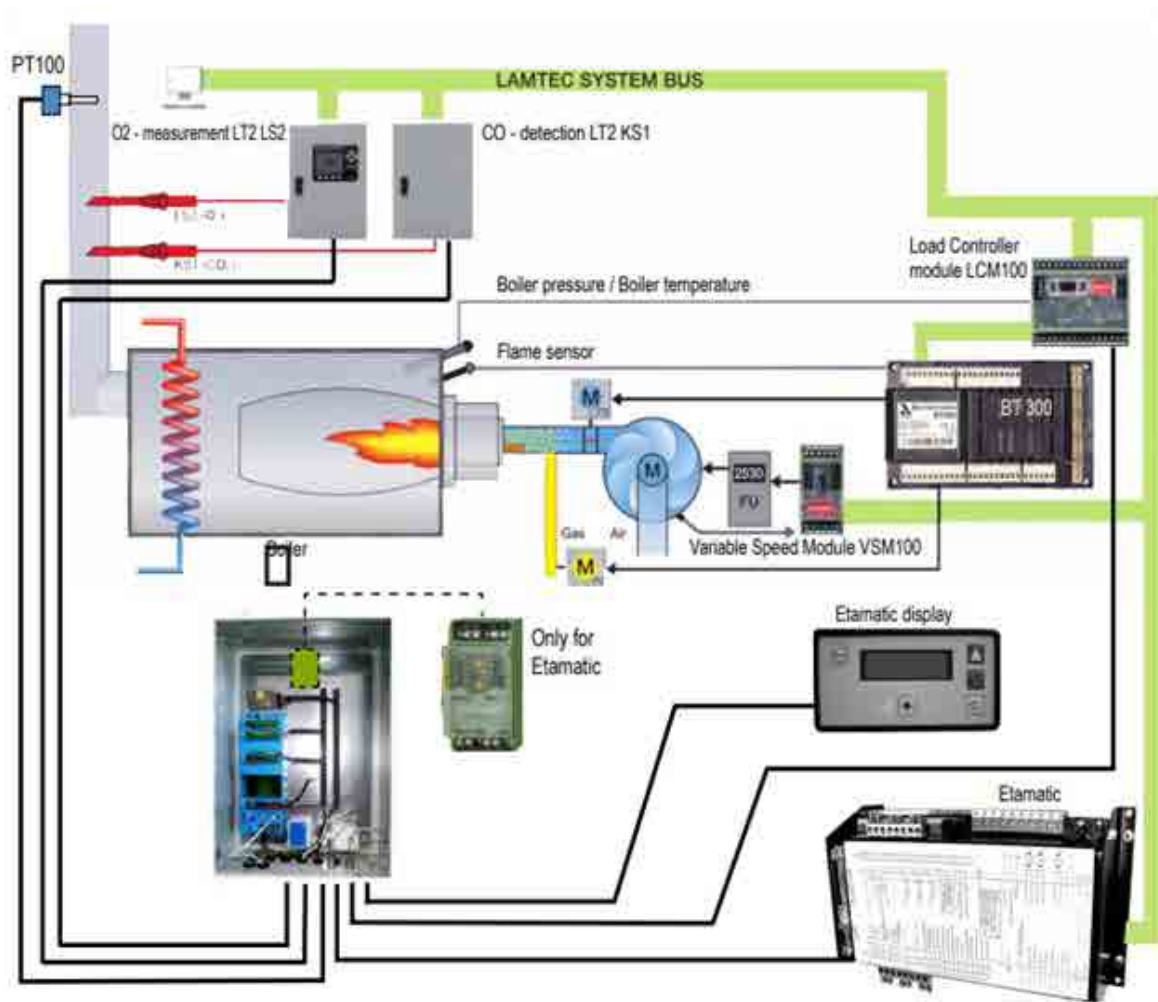 PT100
LAMTEC SYSTEM BUS
O2 - measurement LT2 LS2
CO - detection LT2 KS1
Load Controller
module LCM100
Boiler pressure / Boiler temperature
Flame sensor
M
BT 300
M
2530
FU
Gas
Air
Variable Speed Module VSM100
M
Boiler
Only for
Etamatic
Etamatic display
Etamatic